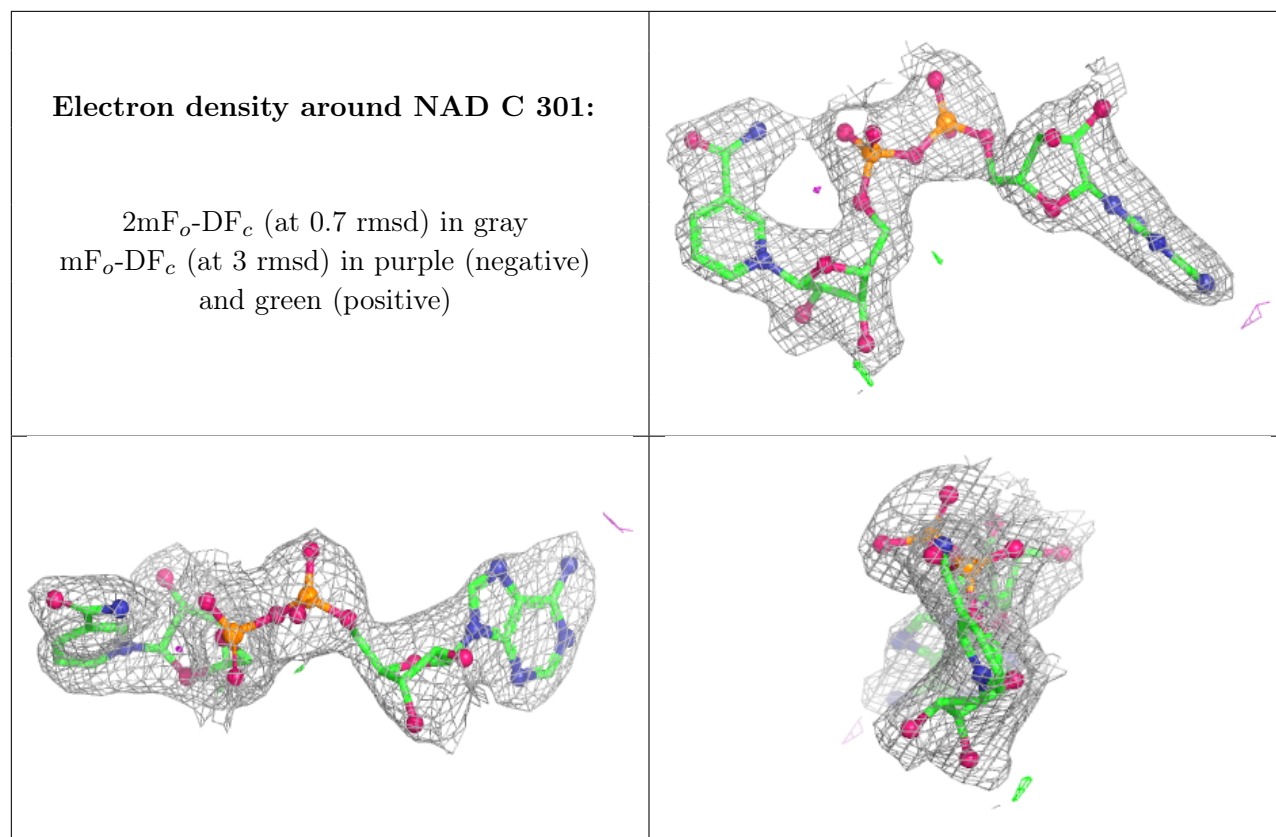 Electron density around NAD C 301:
2mFₒ-DF𝒸 (at 0.7 rmsd) in gray
mFₒ-DF𝒸 (at 3 rmsd) in purple (negative)
and green (positive)